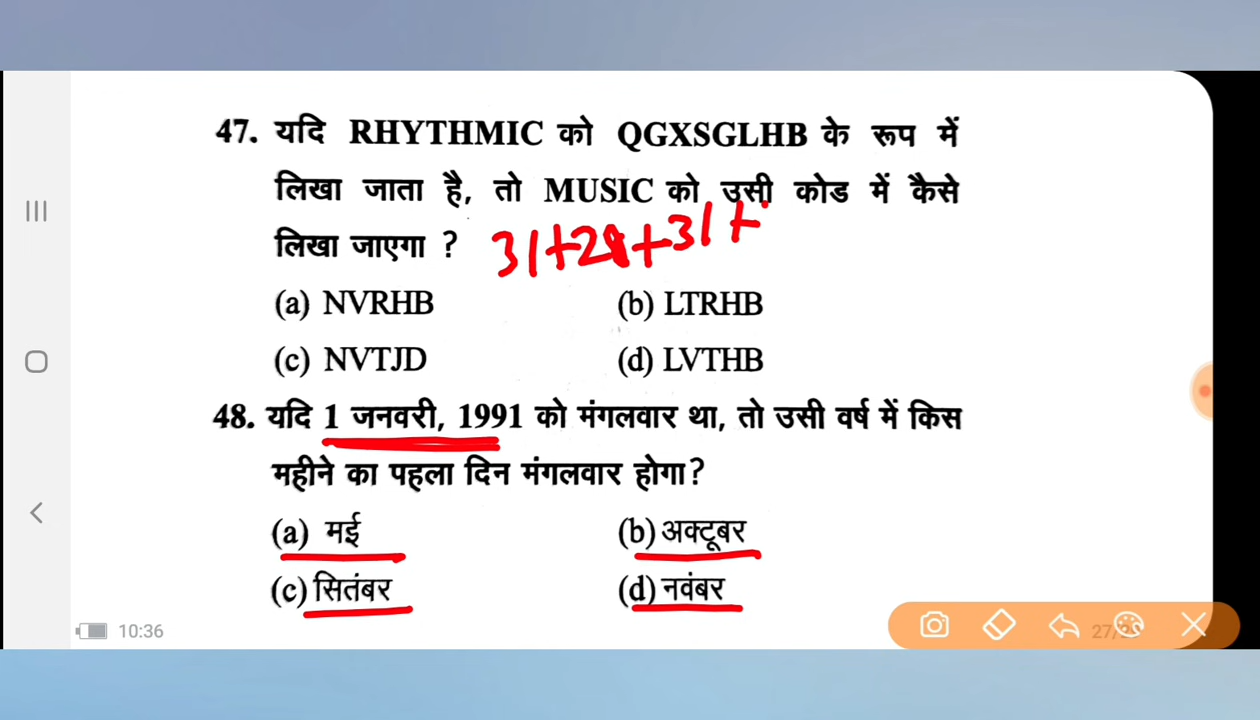 47. यदि RHYTHMIC को QGXSGLHB के रूप में
लिखा जाता है, तो MUSIC को उसी कोड में कैसे
लिखा जाएगा ? 31+28+31+
(a) NVRHB (b) LTRHB
(c) NVTJD (d) LVTHB
48. यदि 1 जनवरी, 1991 को मंगलवार था, तो उसी वर्ष में किस
महीने का पहला दिन मंगलवार होगा?
(a) मई (b) अक्टूबर
(c) सितंबर (d) नवंबर
10:36